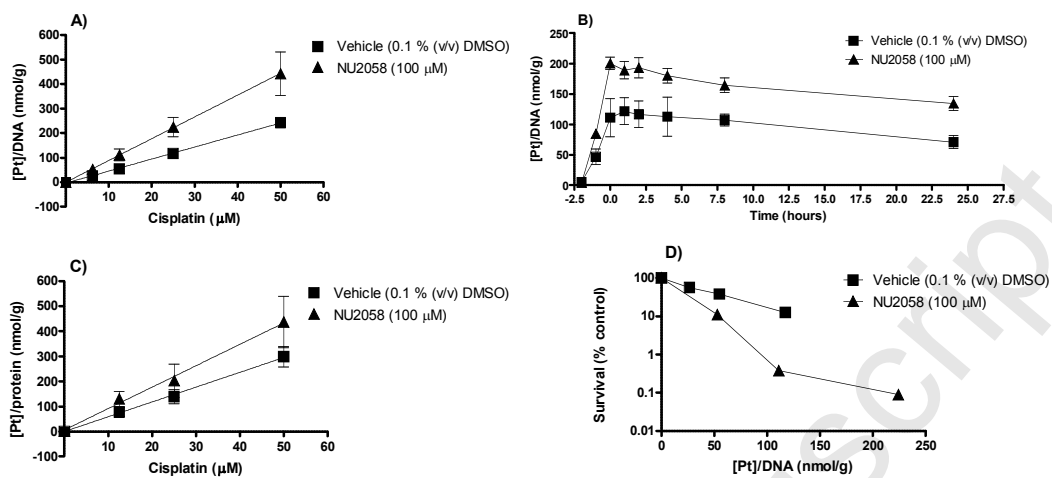 A)
Vehicle (0.1 % (v/v) DMSO)
NU2058 (100 μM)
[Pt]/DNA (nmol/g)
600
500
400
300
200
100
0
-100
0 10 20 30 40 50 60
Cisplatin (μM)
B)
Vehicle (0.1 % (v/v) DMSO)
NU2058 (100 μM)
[Pt]/DNA (nmol/g)
250
200
150
100
50
0
-2.5 0.0 2.5 5.0 7.5 10.0 12.5 15.0 17.5 20.0 22.5 25.0 27.5
Time (hours)
C)
Vehicle (0.1 % (v/v) DMSO)
NU2058 (100 μM)
[Pt]/protein (nmol/g)
600
500
400
300
200
100
0
-100
0 10 20 30 40 50 60
Cisplatin (μM)
D)
Vehicle (0.1 % (v/v) DMSO)
NU2058 (100 μM)
Survival (% control)
100
10
1
0.1
0.01
0 50 100 150 200 250
[Pt]/DNA (nmol/g)
script